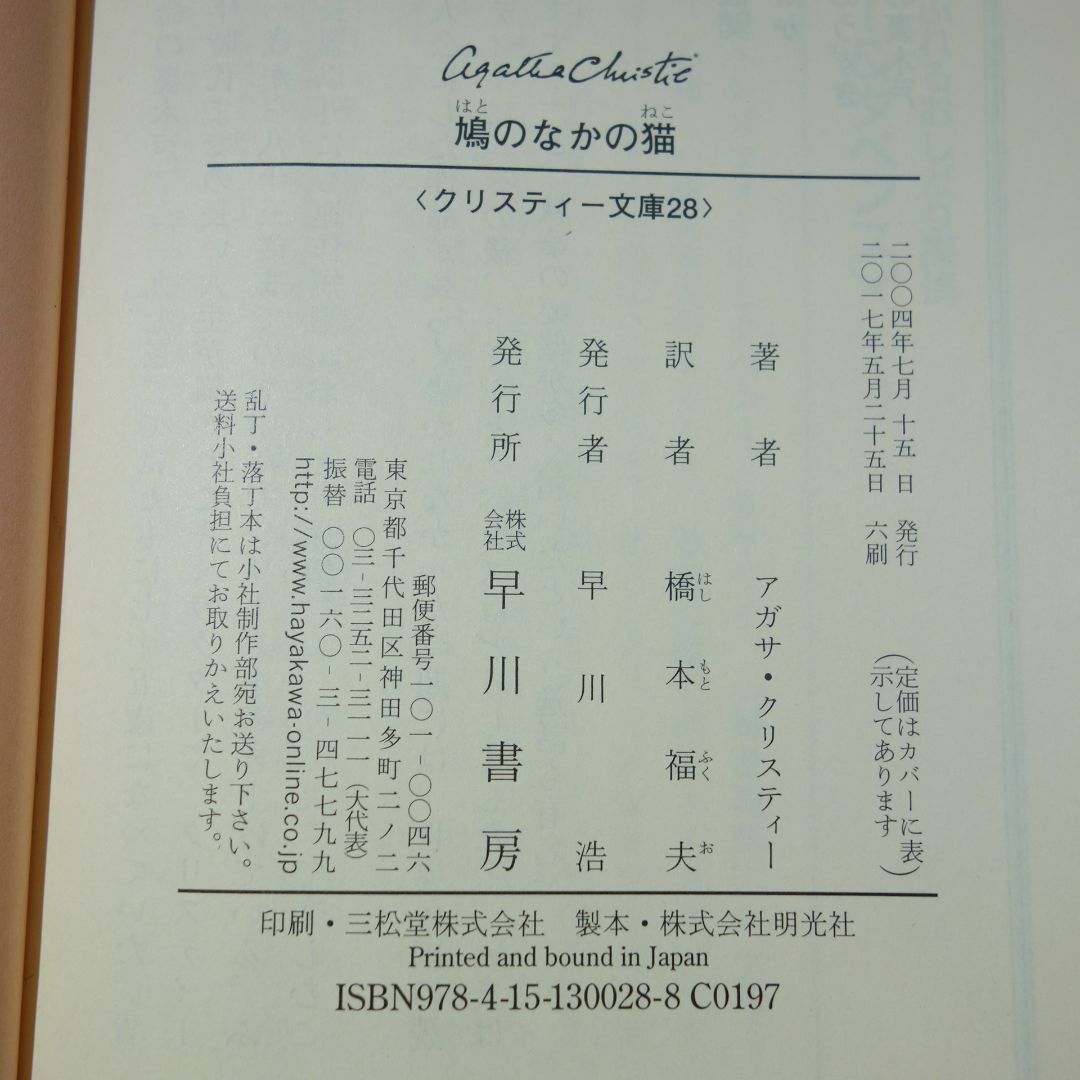 Agatha Christie
はと ねこ
鳩のなかの猫
〈クリスティー文庫28〉
二〇〇四年七月 十五 日 発行
二〇一七年五月二十五日 六刷
（定価はカバーに表
示してあります）
著者 アガサ・クリスティー
訳者 橋本福夫
はし もと ふく お
発行者 早川 浩
発行所 株式会社 早川書房
郵便番号一〇一-〇〇四六
東京都千代田区神田多町二ノ二
電話 〇三-三二五二-三一一一（大代表）
振替 〇〇一六〇-三-四七七九九
http://www.hayakawa-online.co.jp
乱丁・落丁本は小社制作部宛お送り下さい。
送料小社負担にてお取りかえいたします。
印刷・三松堂株式会社 製本・株式会社明光社
Printed and bound in Japan
ISBN978-4-15-130028-8 C0197